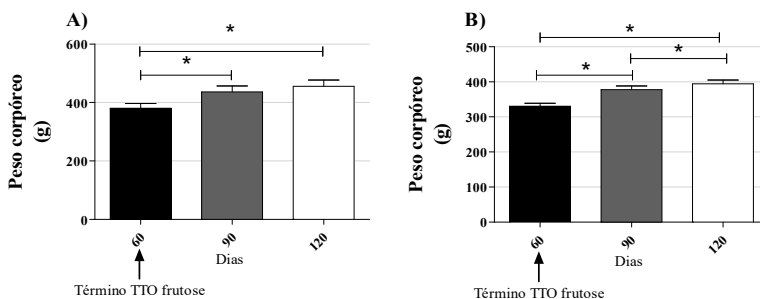 A)
*
*
600
400
200
0
Peso corpóreo
(g)
60
90
120
Dias
Término TTO frutose
B)
*
*
*
500
400
300
200
100
0
Peso corpóreo
(g)
60
90
120
Dias
Término TTO frutose